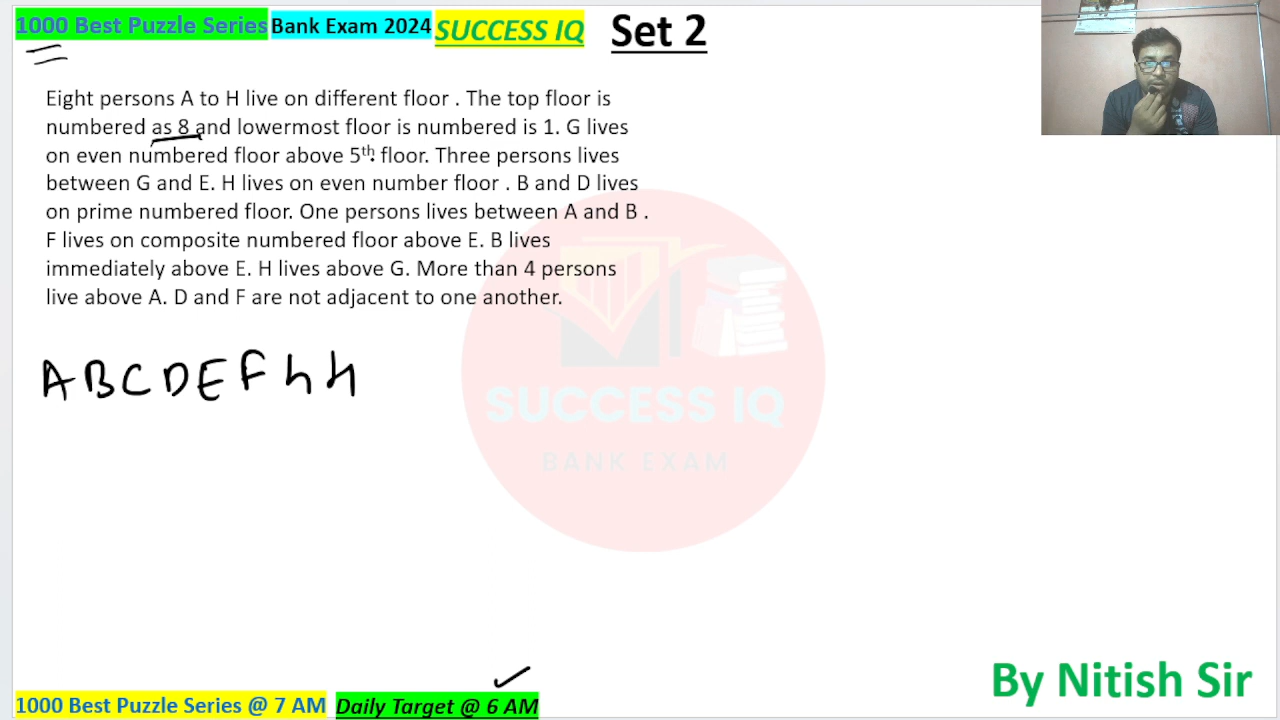 1000 Best Puzzle Series Bank Exam 2024 SUCCESS IQ Set 2
Eight persons A to H live on different floor . The top floor is
numbered as 8 and lowermost floor is numbered is 1. G lives
on even numbered floor above 5th floor. Three persons lives
between G and E. H lives on even number floor . B and D lives
on prime numbered floor. One persons lives between A and B .
F lives on composite numbered floor above E. B lives
immediately above E. H lives above G. More than 4 persons
live above A. D and F are not adjacent to one another.
A B C D E F h H
SUCCESS IQ
BANK EXAM
By Nitish Sir
1000 Best Puzzle Series @ 7 AM Daily Target @ 6 AM